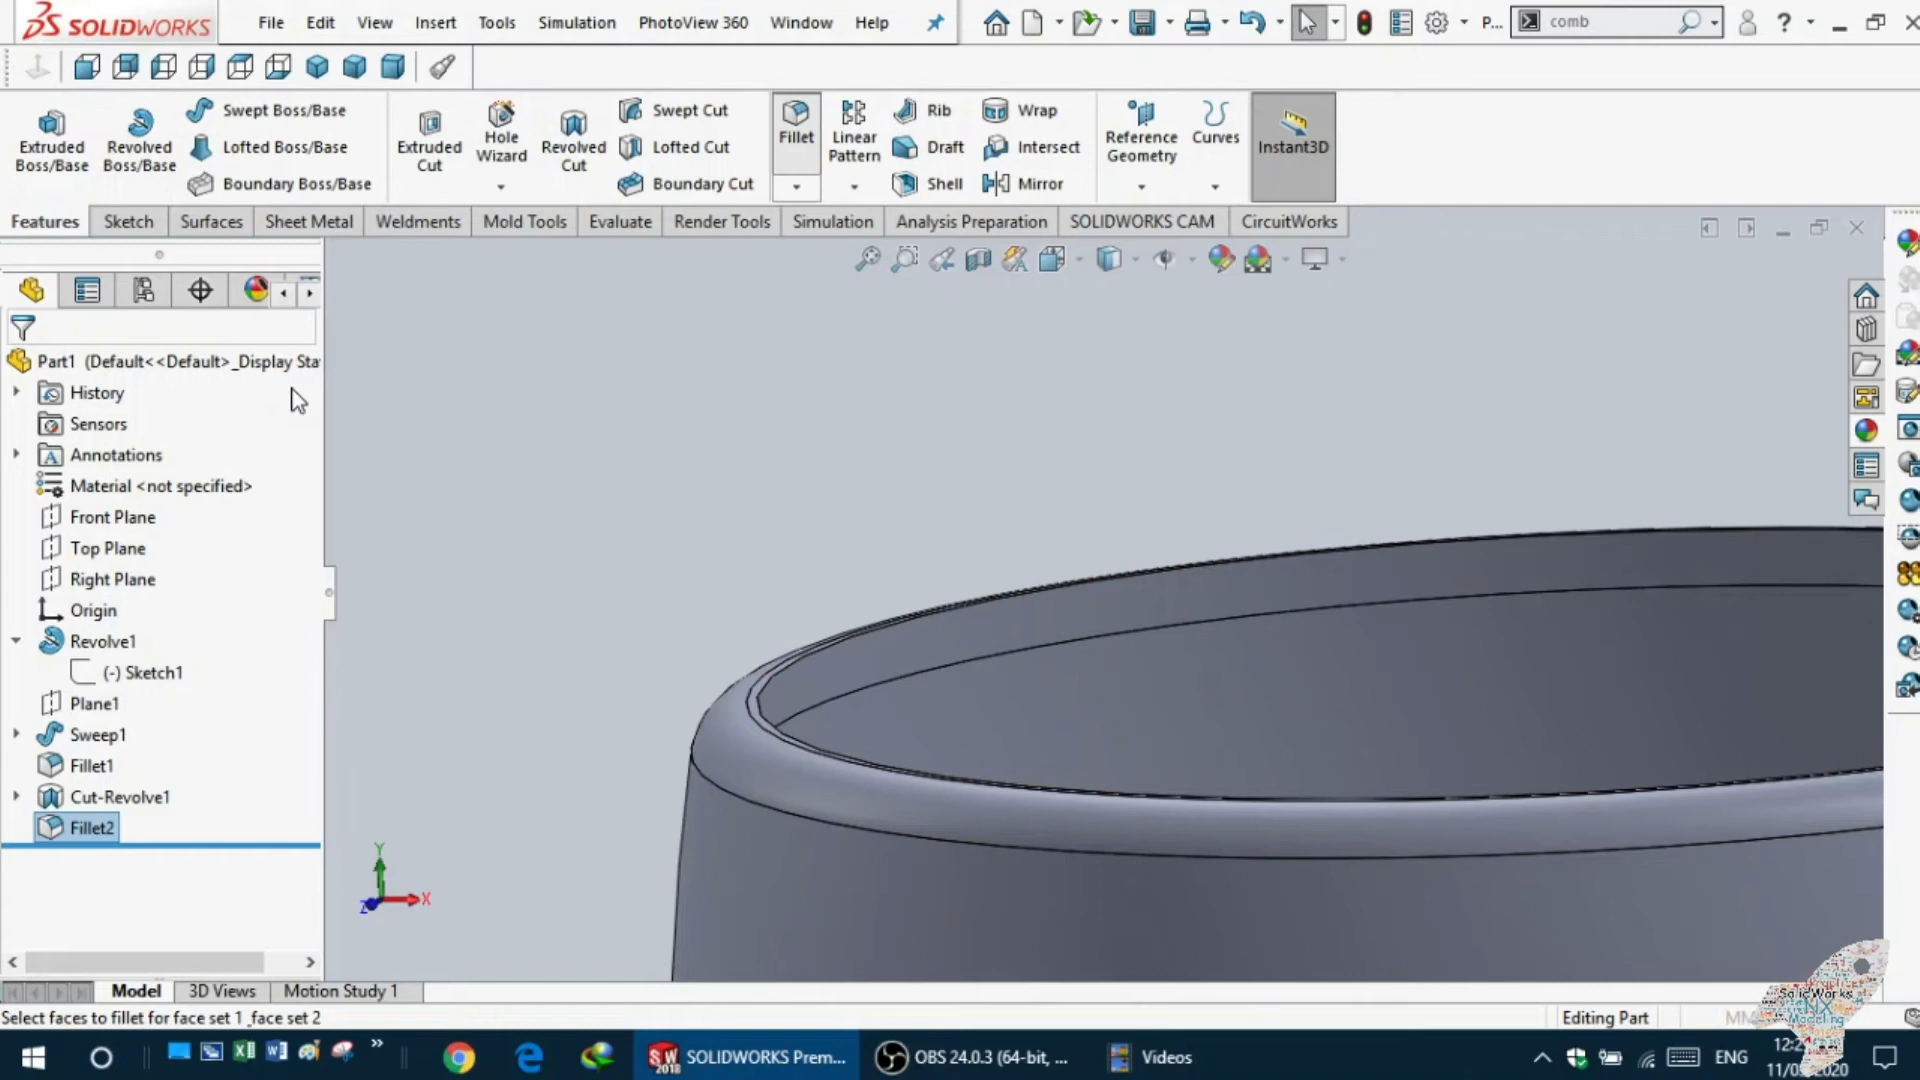 SOLIDWORKS File Edit View Insert Tools Simulation PhotoView 360 Window Help P... comb
Extruded Boss/Base
Revolved Boss/Base
Swept Boss/Base
Lofted Boss/Base
Boundary Boss/Base
Extruded Cut
Hole Wizard
Revolved Cut
Swept Cut
Lofted Cut
Boundary Cut
Fillet
Linear Pattern
Rib
Draft
Shell
Wrap
Intersect
Mirror
Reference Geometry
Curves
Instant3D
Features Sketch Surfaces Sheet Metal Weldments Mold Tools Evaluate Render Tools Simulation Analysis Preparation SOLIDWORKS CAM CircuitWorks
Part1 (Default<<Default>_Display Sta
History
Sensors
Annotations
Material <not specified>
Front Plane
Top Plane
Right Plane
Origin
Revolve1
(-) Sketch1
Plane1
Sweep1
Fillet1
Cut-Revolve1
Fillet2
Y
X
Z
Model 3D Views Motion Study 1
SolidWorks
NX
Modeling
Select faces to fillet for face set 1 ,face set 2 Editing Part
SOLIDWORKS Prem... OBS 24.0.3 (64-bit, ... Videos ENG
2018